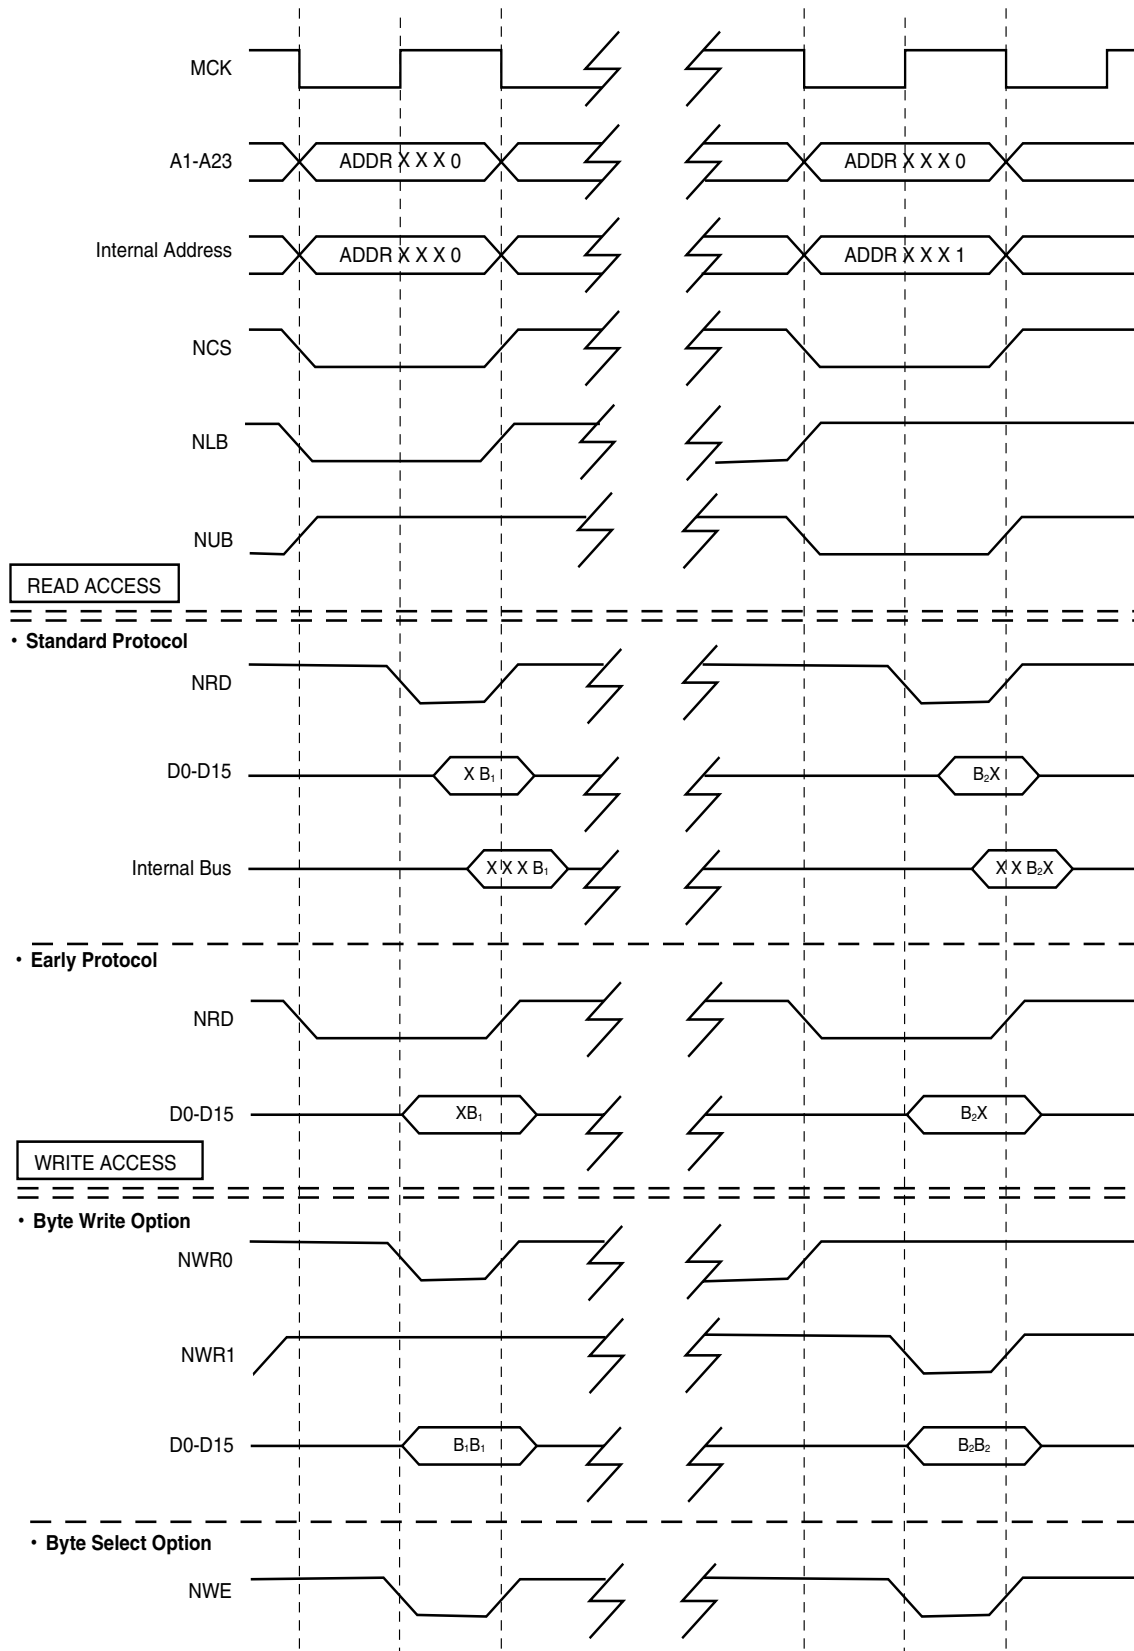 MCK
A1-A23 ADDR X X X 0 ADDR X X X 0
Internal Address ADDR X X X 0 ADDR X X X 1
NCS
NLB
NUB
READ ACCESS
• Standard Protocol
NRD
D0-D15 X B₁ B₂X
Internal Bus X X X B₁ X X B₂X
• Early Protocol
NRD
D0-D15 XB₁ B₂X
WRITE ACCESS
• Byte Write Option
NWR0
NWR1
D0-D15 B₁B₁ B₂B₂
• Byte Select Option
NWE